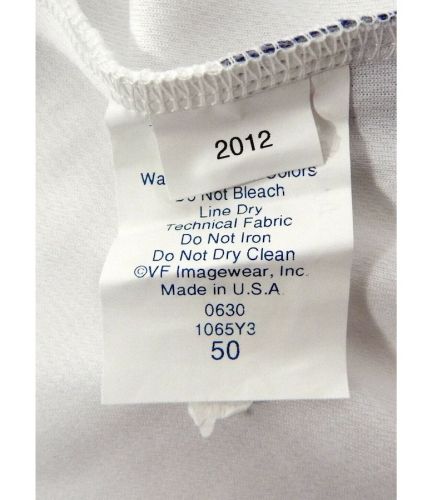 2012
Wa Colors
Do Not Bleach
Line Dry
Technical Fabric
Do Not Iron
Do Not Dry Clean
©VF Imagewear, Inc.
Made in U.S.A.
0630
1065Y3
50